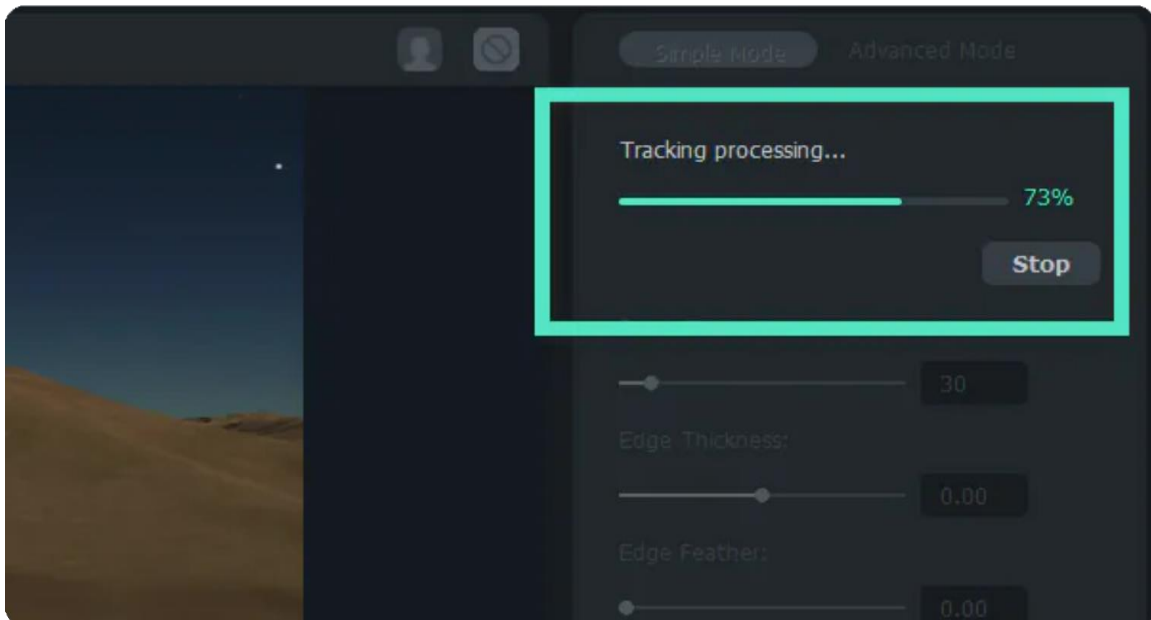 Simple Mode Advanced Mode
Tracking processing...
73%
Stop
30
Edge Thickness:
0.00
Edge Feather:
0.00